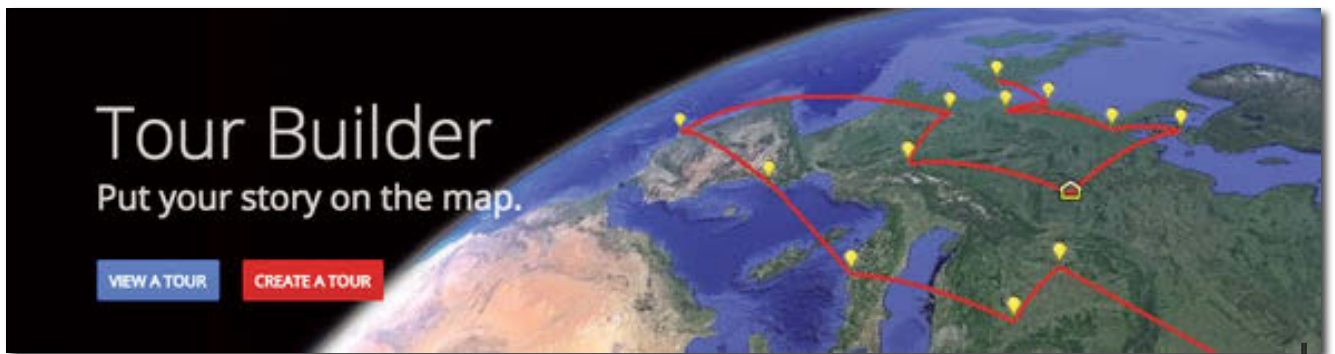 Tour Builder
Put your story on the map.
VIEW A TOUR
CREATE A TOUR